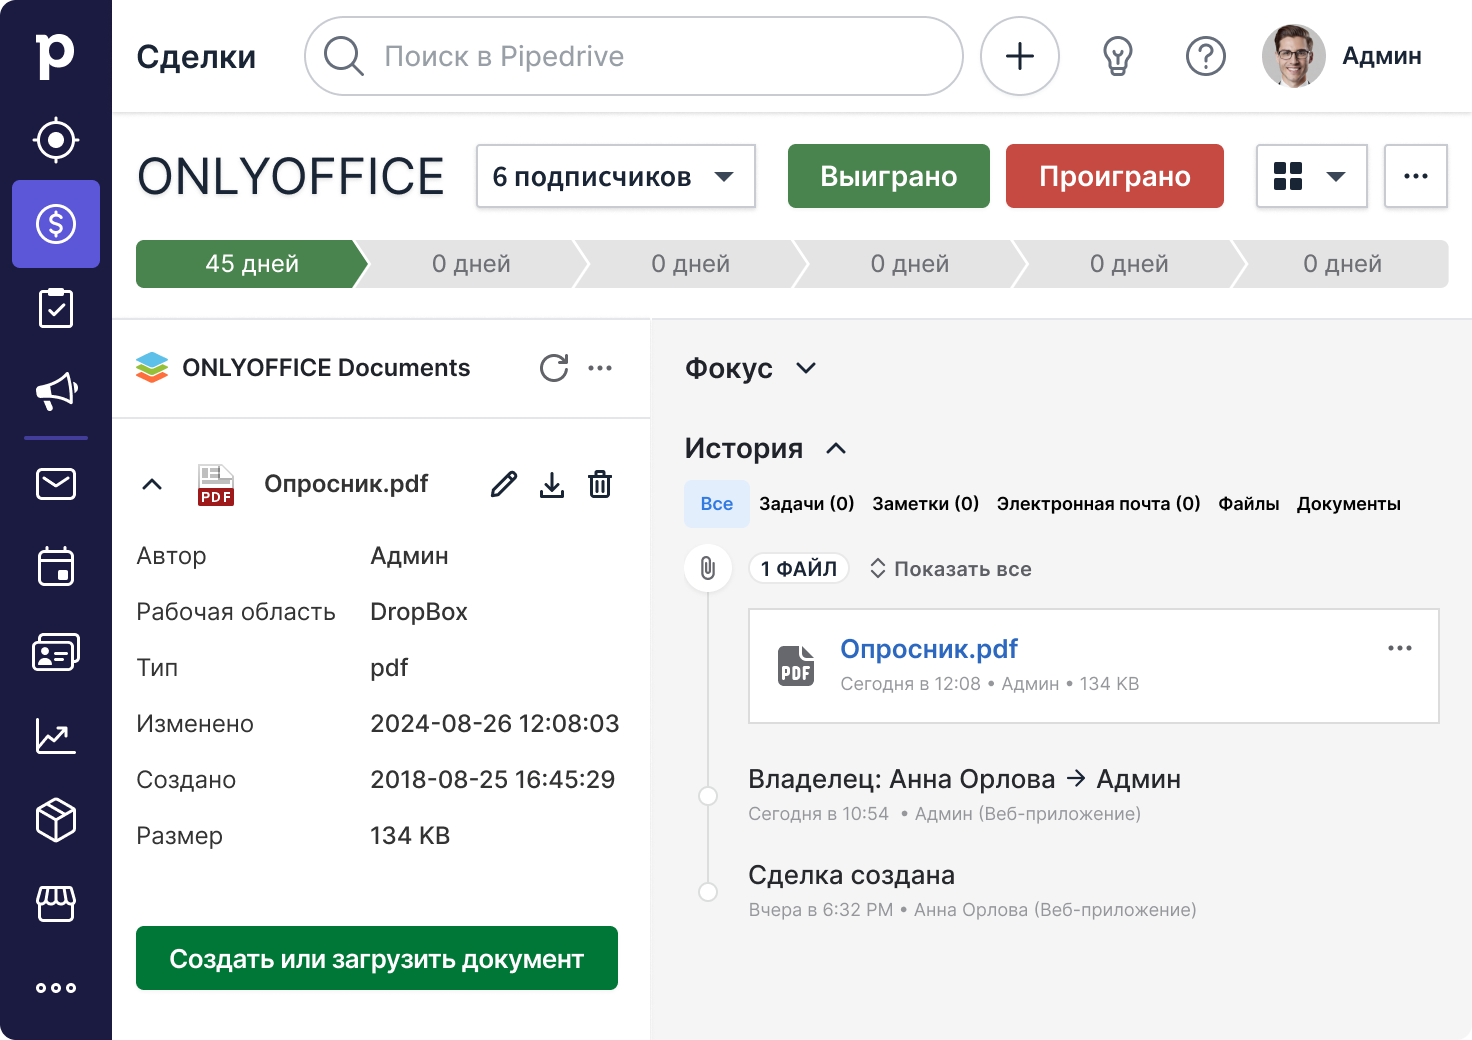 p
Сделки
Поиск в Pipedrive
Админ
ONLYOFFICE
6 подписчиков
Выиграно
Проиграно
45 дней
0 дней
0 дней
0 дней
0 дней
0 дней
ONLYOFFICE Documents
PDF
Опросник.pdf
Автор Админ
Рабочая область DropBox
Тип pdf
Изменено 2024-08-26 12:08:03
Создано 2018-08-25 16:45:29
Размер 134 KB
Создать или загрузить документ
Фокус
История
Все Задачи (0) Заметки (0) Электронная почта (0) Файлы Документы
1 ФАЙЛ Показать все
PDF
Опросник.pdf
Сегодня в 12:08 • Админ • 134 KB
Владелец: Анна Орлова → Админ
Сегодня в 10:54 • Админ (Веб-приложение)
Сделка создана
Вчера в 6:32 PM • Анна Орлова (Веб-приложение)